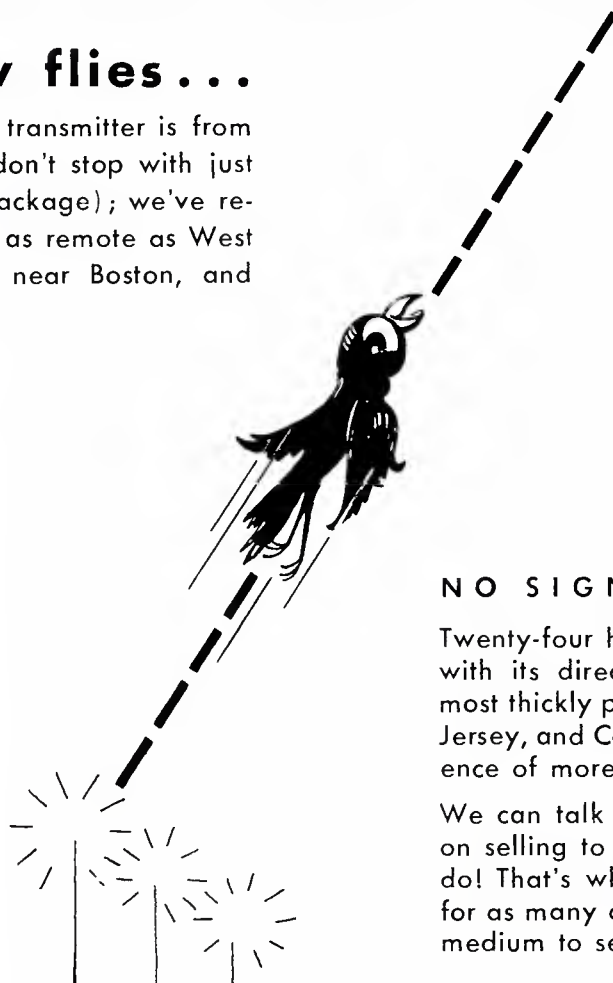 flies...
transmitter is from
don't stop with just
ackage); we've re-
as remote as West
near Boston, and
NO SIGN
Twenty-four
with its direc
most thickly p
Jersey, and C
ence of more
We can talk
on selling to
do! That's wh
for as many
medium to se